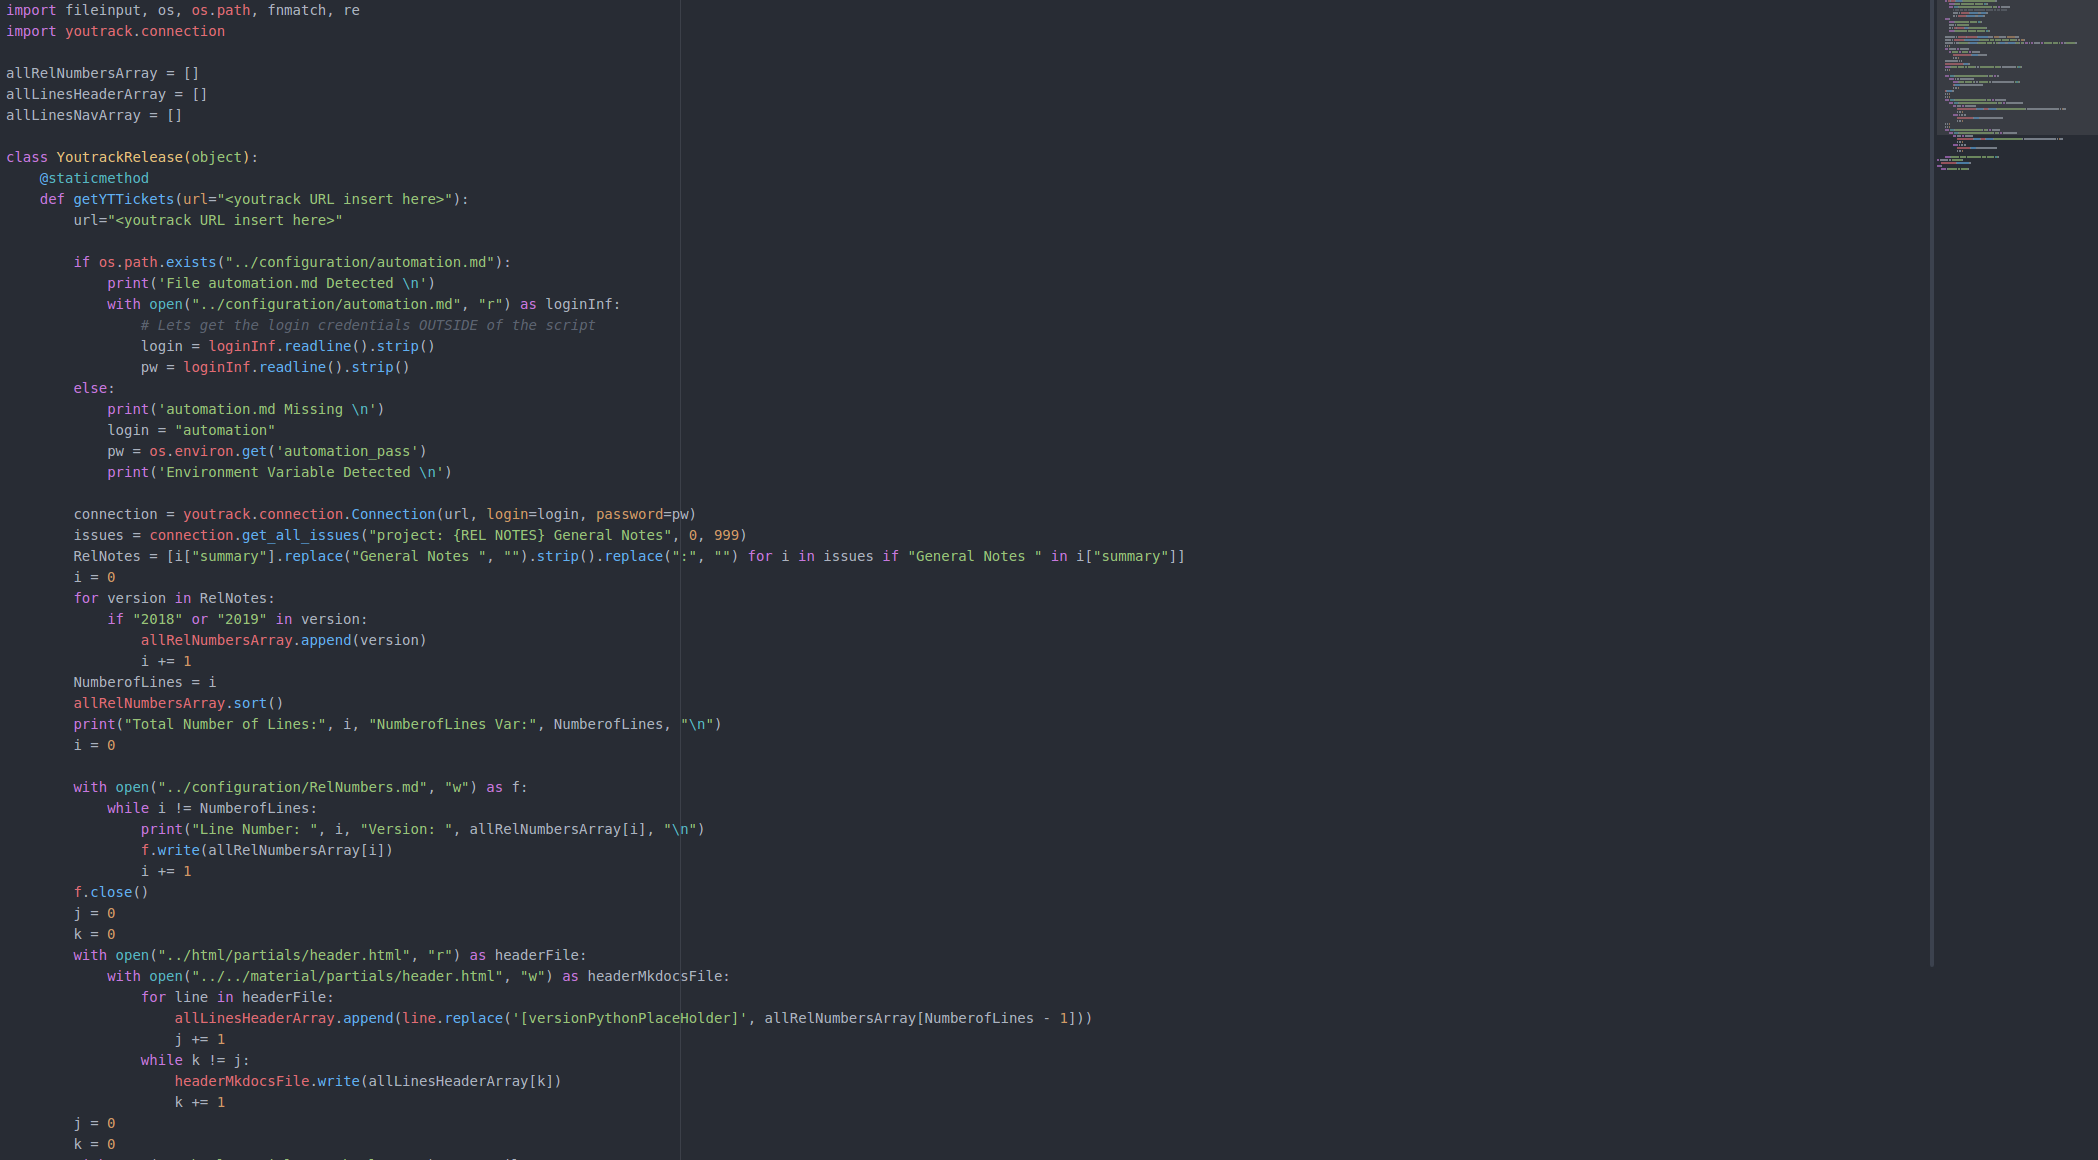 import fileinput, os, os.path, fnmatch, re
import youtrack.connection

allRelNumbersArray = []
allLinesHeaderArray = []
allLinesNavArray = []

class YoutrackRelease(object):
    @staticmethod
    def getYTTickets(url="<youtrack URL insert here>"):
        url="<youtrack URL insert here>"

        if os.path.exists("../configuration/automation.md"):
            print('File automation.md Detected \n')
            with open("../configuration/automation.md", "r") as loginInf:
                # Lets get the login credentials OUTSIDE of the script
                login = loginInf.readline().strip()
                pw = loginInf.readline().strip()
        else:
            print('automation.md Missing \n')
            login = "automation"
            pw = os.environ.get('automation_pass')
            print('Environment Variable Detected \n')

        connection = youtrack.connection.Connection(url, login=login, password=pw)
        issues = connection.get_all_issues("project: {REL NOTES} General Notes", 0, 999)
        RelNotes = [i["summary"].replace("General Notes ", "").strip().replace(":", "") for i in issues if "General Notes " in i["summary"]]
        i = 0
        for version in RelNotes:
            if "2018" or "2019" in version:
                allRelNumbersArray.append(version)
                i += 1
        NumberofLines = i
        allRelNumbersArray.sort()
        print("Total Number of Lines:", i, "NumberofLines Var:", NumberofLines, "\n")
        i = 0

        with open("../configuration/RelNumbers.md", "w") as f:
            while i != NumberofLines:
                print("Line Number: ", i, "Version: ", allRelNumbersArray[i], "\n")
                f.write(allRelNumbersArray[i])
                i += 1
        f.close()
        j = 0
        k = 0
        with open("../html/partials/header.html", "r") as headerFile:
            with open("../../material/partials/header.html", "w") as headerMkdocsFile:
                for line in headerFile:
                    allLinesHeaderArray.append(line.replace('[versionPythonPlaceHolder]', allRelNumbersArray[NumberofLines - 1]))
                    j += 1
                while k != j:
                    headerMkdocsFile.write(allLinesHeaderArray[k])
                    k += 1
        j = 0
        k = 0